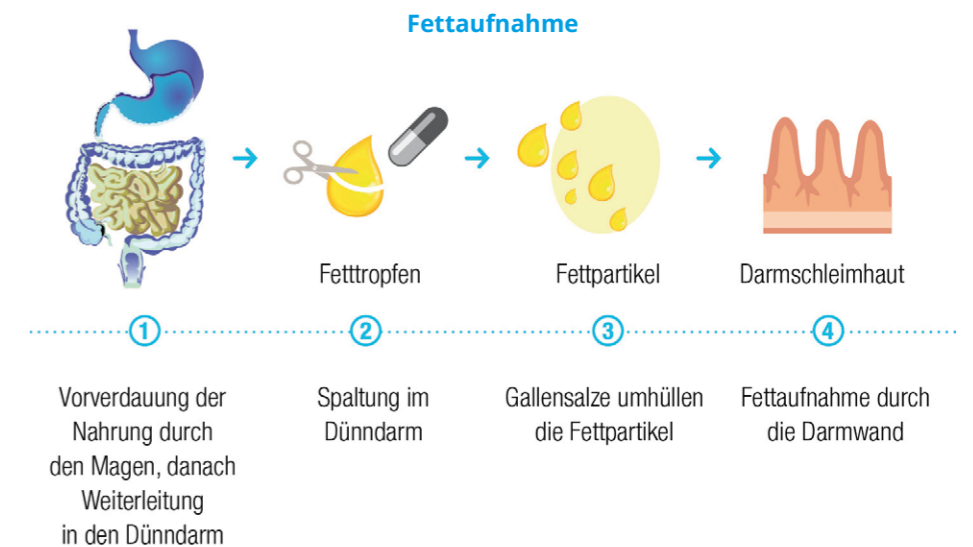 Fettaufnahme
Fetttropfen
Fettpartikel
Darmschleimhaut
1
2
3
4
Vorverdauung der
Nahrung durch
den Magen, danach
Weiterleitung
in den Dünndarm
Spaltung im
Dünndarm
Gallensalze umhüllen
die Fettpartikel
Fettaufnahme durch
die Darmwand